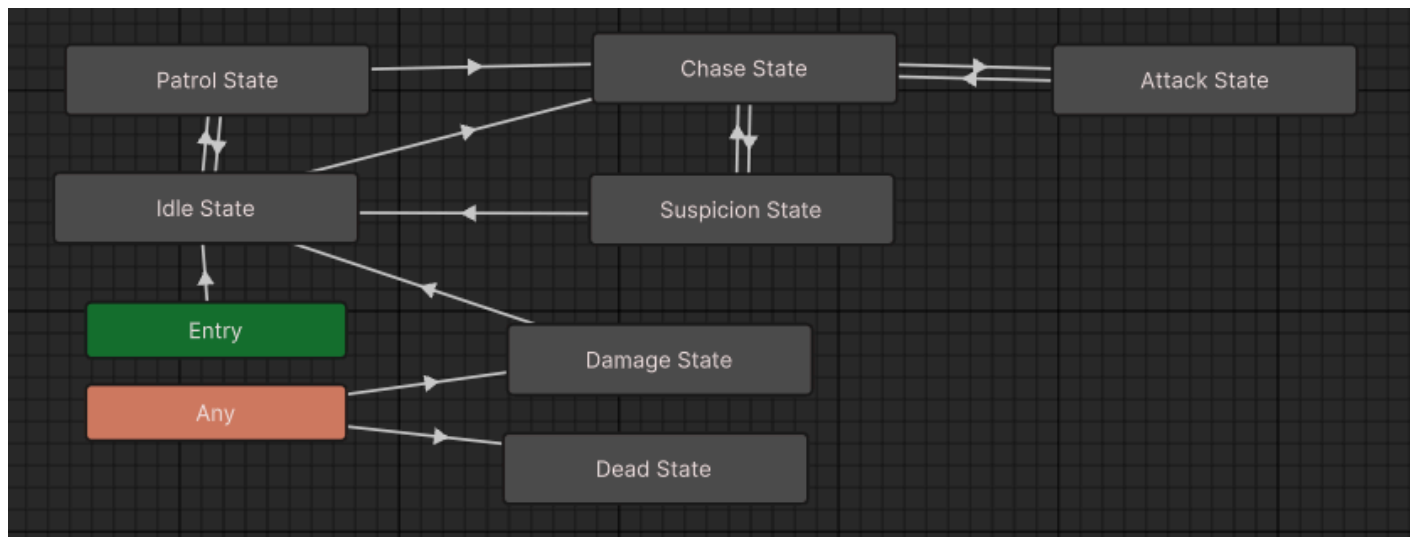 Patrol State
Chase State
Attack State
Idle State
Suspicion State
Entry
Damage State
Any
Dead State